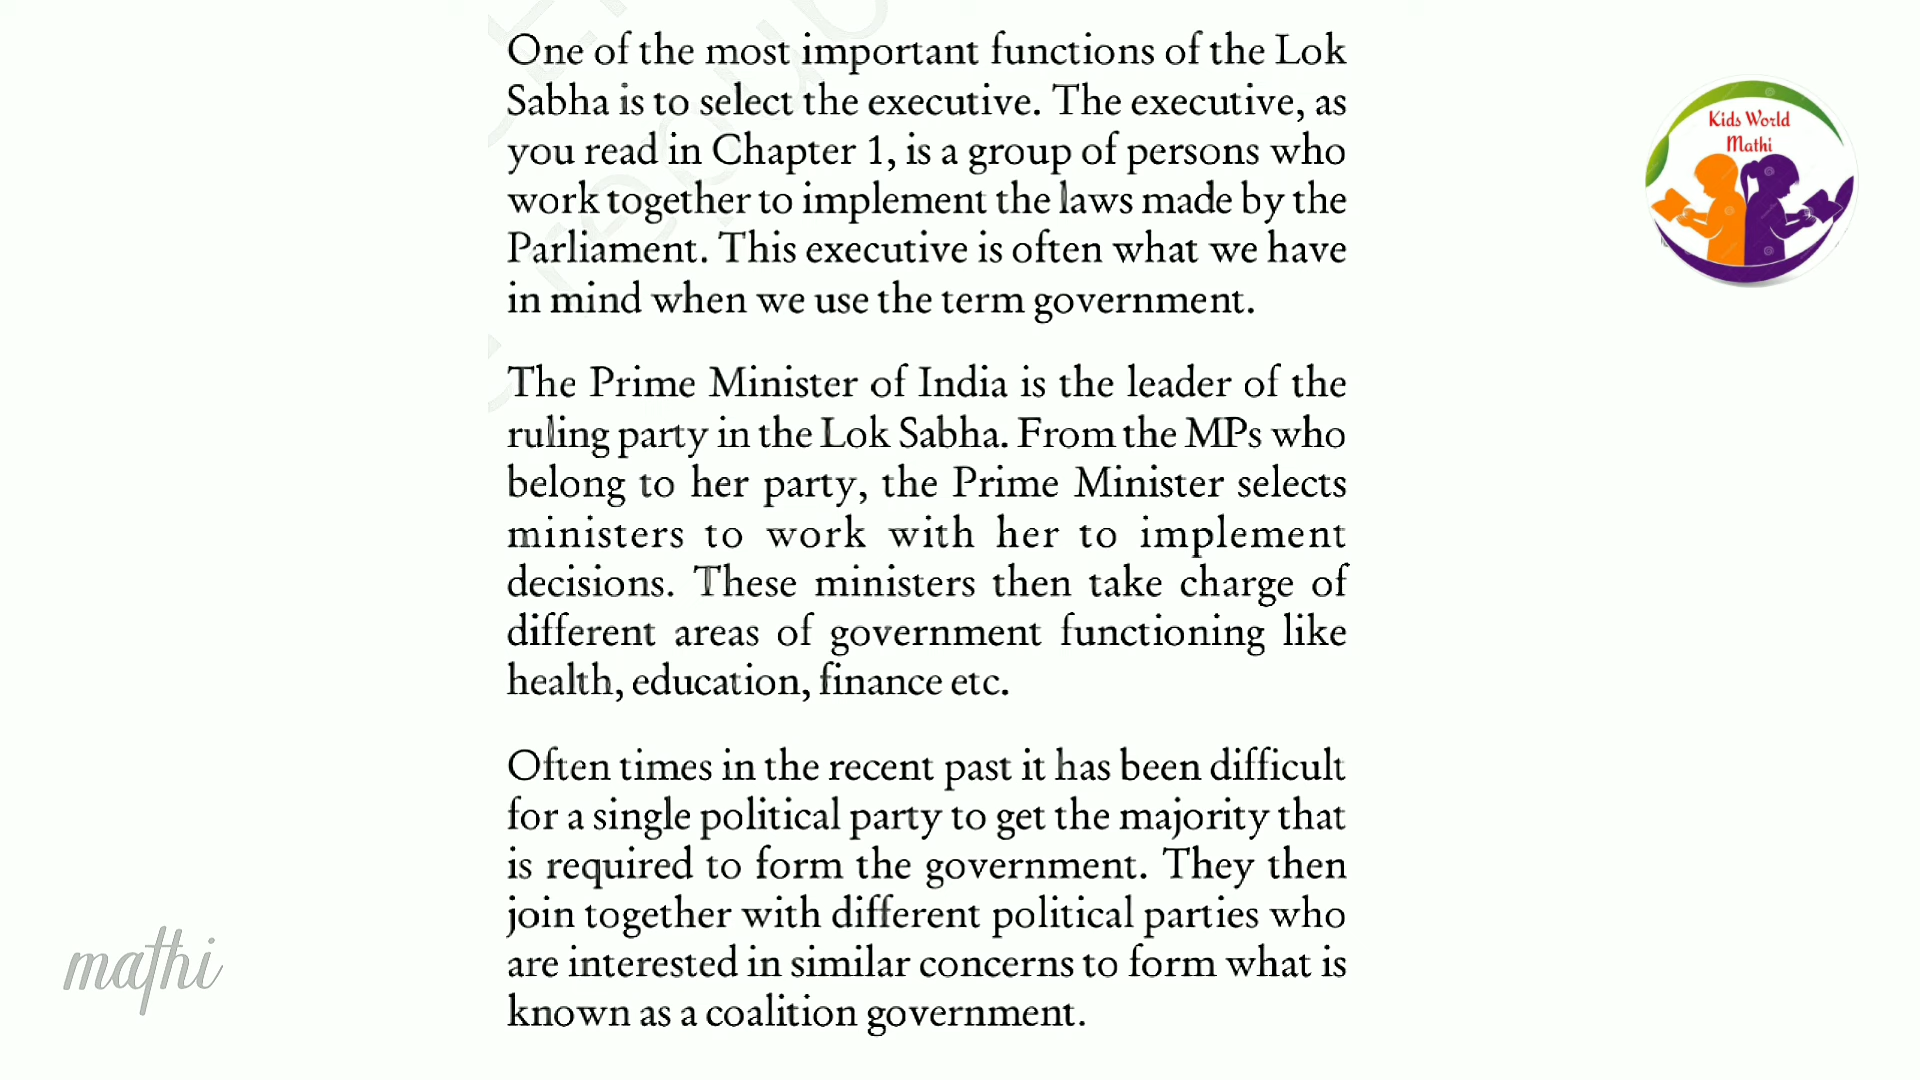 One of the most important functions of the Lok
Sabha is to select the executive. The executive, as
you read in Chapter 1, is a group of persons who
work together to implement the laws made by the
Parliament. This executive is often what we have
in mind when we use the term government.
The Prime Minister of India is the leader of the
ruling party in the Lok Sabha. From the MPs who
belong to her party, the Prime Minister selects
ministers to work with her to implement
decisions. These ministers then take charge of
different areas of government functioning like
health, education, finance etc.
Often times in the recent past it has been difficult
for a single political party to get the majority that
is required to form the government. They then
join together with different political parties who
are interested in similar concerns to form what is
known as a coalition government.
Kids World
Mathi
mathi